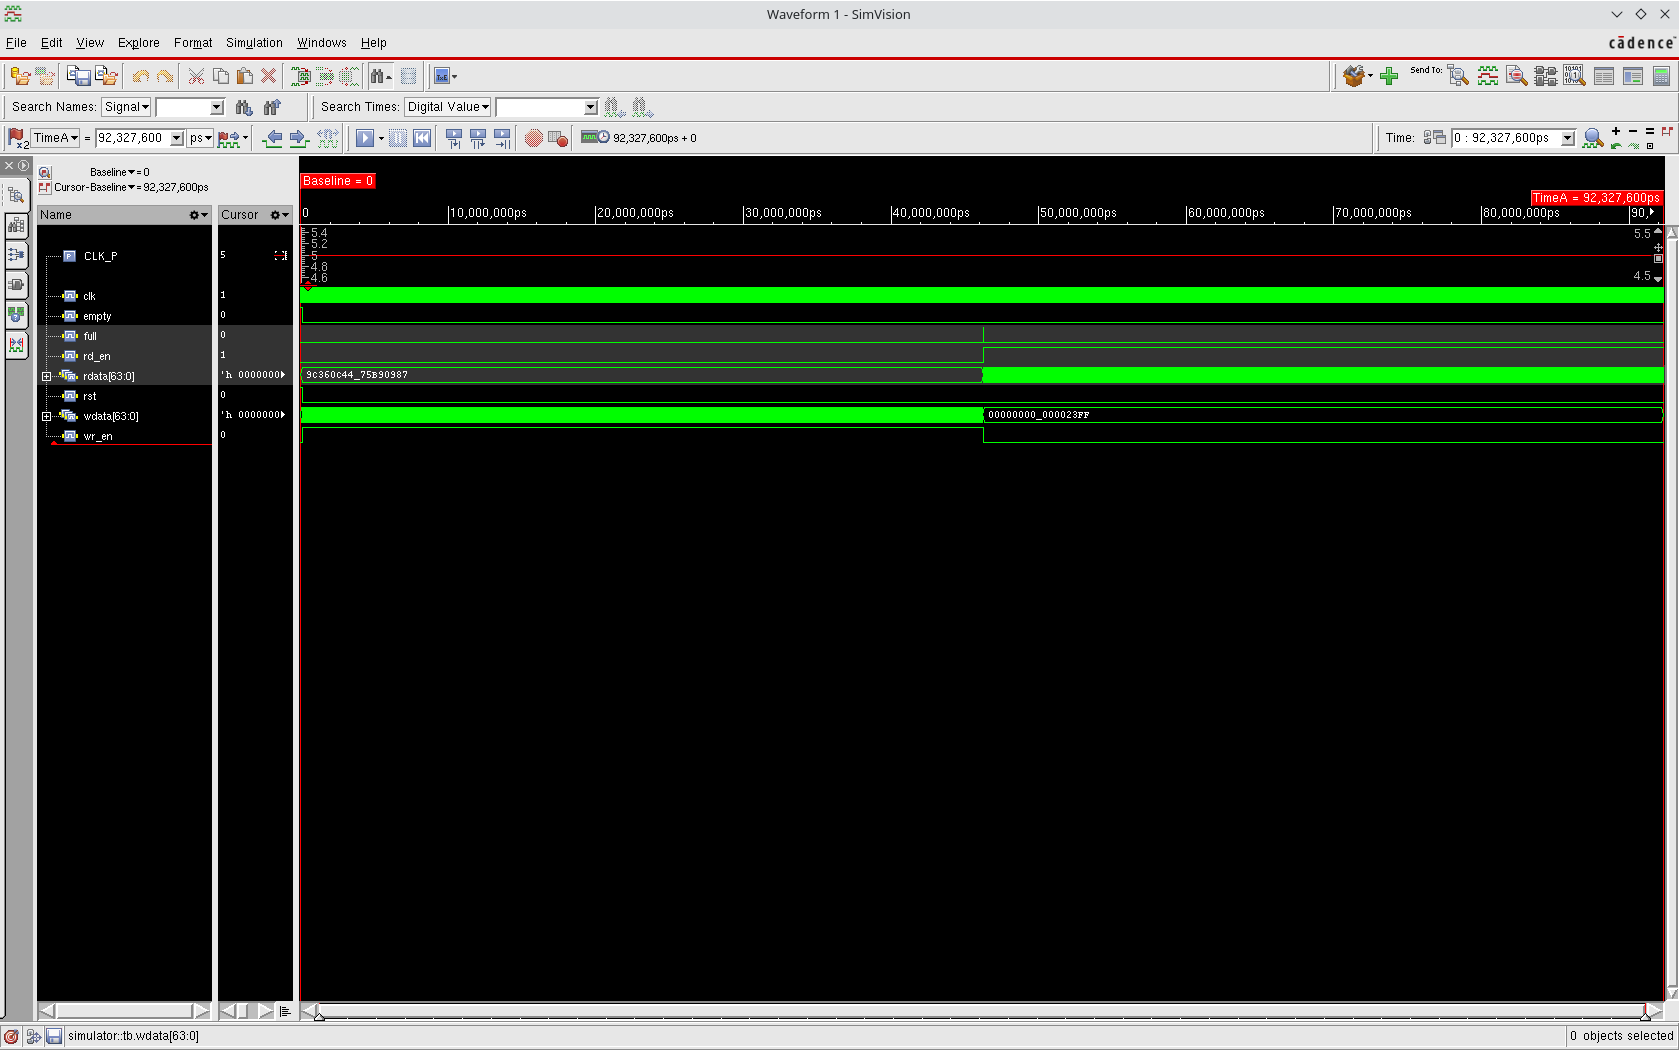 Waveform 1 - SimVision
File Edit View Explore Format Simulation Windows Help
cādence
Send To:
Search Names: Signal Search Times: Digital Value
x2 TimeA = 92,327,600 ps 92,327,600ps + 0 Time: 0 : 92,327,600ps
Baseline = 0
Cursor-Baseline = 92,327,600ps
Baseline = 0
TimeA = 92,327,600ps
Name Cursor 0 10,000,000ps 20,000,000ps 30,000,000ps 40,000,000ps 50,000,000ps 60,000,000ps 70,000,000ps 80,000,000ps 90,
5.4 5.5
5.2
CLK_P 5 5
4.8
4.6 4.5
clk 1
empty 0
full 0
rd_en 1
rdata[63:0] 'h 0000000 9c360c44_75B90987
rst 0
wdata[63:0] 'h 0000000 00000000_000023FF
wr_en 0
simulator::tb.wdata[63:0] 0 objects selected